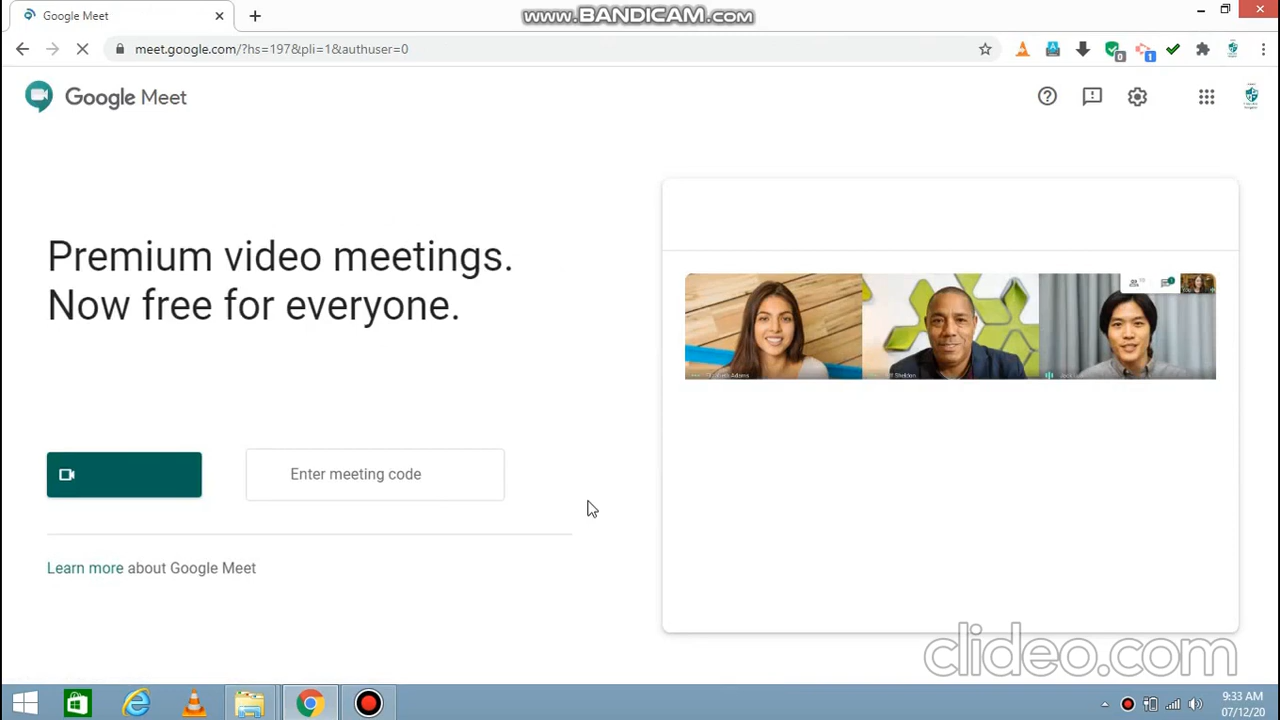 Google Meet
www.BANDICAM.com
meet.google.com/?hs=197&pli=1&authuser=0
0
1
Google Meet
Premium video meetings.
Now free for everyone.
Enter meeting code
Learn more about Google Meet
clideo.com
9:33 AM
07/12/20